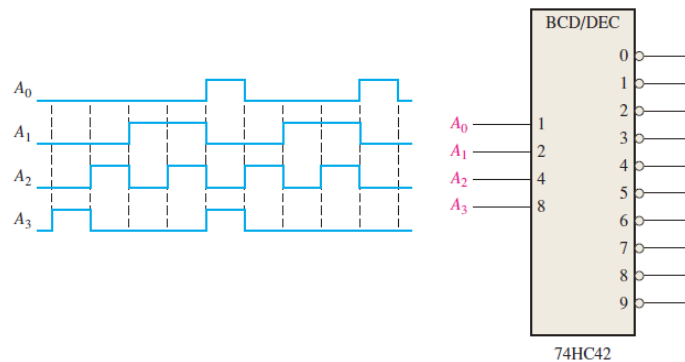 A₀
A₁
A₂
A₃
BCD/DEC
A₀ 1
A₁ 2
A₂ 4
A₃ 8
0
1
2
3
4
5
6
7
8
9
74HC42